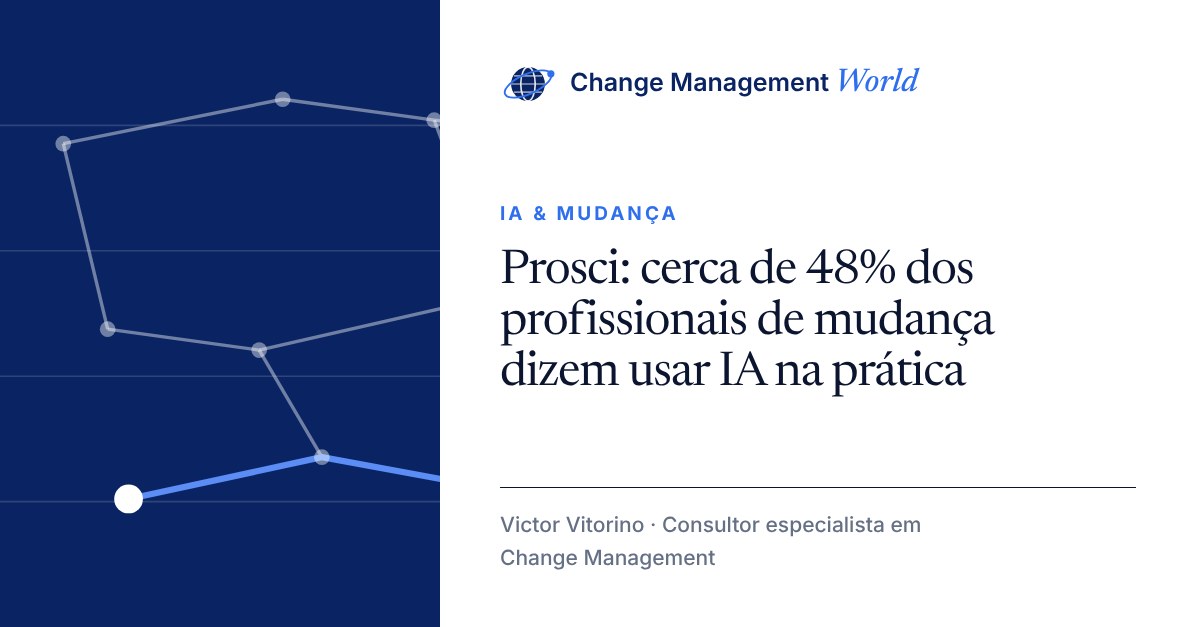 Change Management World
IA & MUDANÇA
Prosci: cerca de 48% dos
profissionais de mudança
dizem usar IA na prática
Victor Vitorino · Consultor especialista em
Change Management